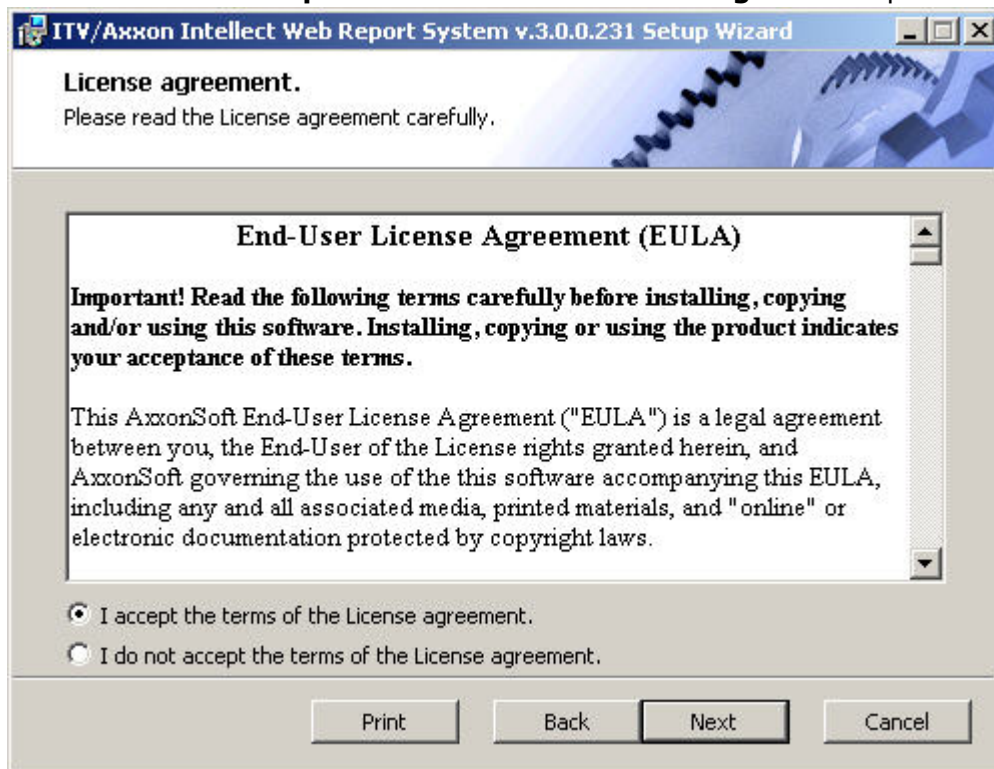 ITV/Axxon Intellect Web Report System v.3.0.0.231 Setup Wizard
License agreement.
Please read the License agreement carefully.
End-User License Agreement (EULA)
Important! Read the following terms carefully before installing, copying
and/or using this software. Installing, copying or using the product indicates
your acceptance of these terms.
This AxxonSoft End-User License Agreement ("EULA") is a legal agreement
between you, the End-User of the License rights granted herein, and
AxxonSoft governing the use of the this software accompanying this EULA,
including any and all associated media, printed materials, and "online" or
electronic documentation protected by copyright laws.
I accept the terms of the License agreement.
I do not accept the terms of the License agreement.
Print Back Next Cancel